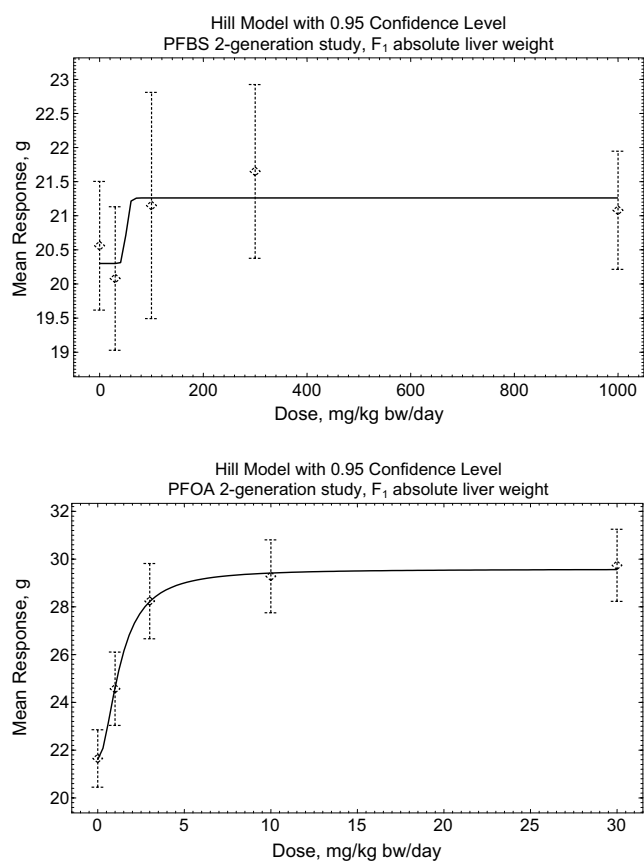 Hill Model with 0.95 Confidence Level
PFBS 2-generation study, F₁ absolute liver weight
Mean Response, g
23
22.5
22
21.5
21
20.5
20
19.5
19
0 200 400 600 800 1000
Dose, mg/kg bw/day
Hill Model with 0.95 Confidence Level
PFOA 2-generation study, F₁ absolute liver weight
Mean Response, g
32
30
28
26
24
22
20
0 5 10 15 20 25 30
Dose, mg/kg bw/day